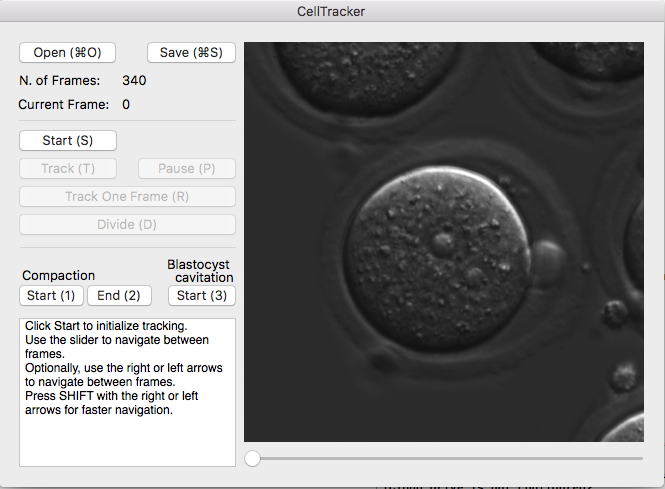 CellTracker
Open (⌘O)
Save (⌘S)
N. of Frames: 340
Current Frame: 0
Start (S)
Track (T)
Pause (P)
Track One Frame (R)
Divide (D)
Compaction
Blastocyst
cavitation
Start (1)
End (2)
Start (3)
Click Start to initialize tracking.
Use the slider to navigate between
frames.
Optionally, use the right or left arrows
to navigate between frames.
Press SHIFT with the right or left
arrows for faster navigation.